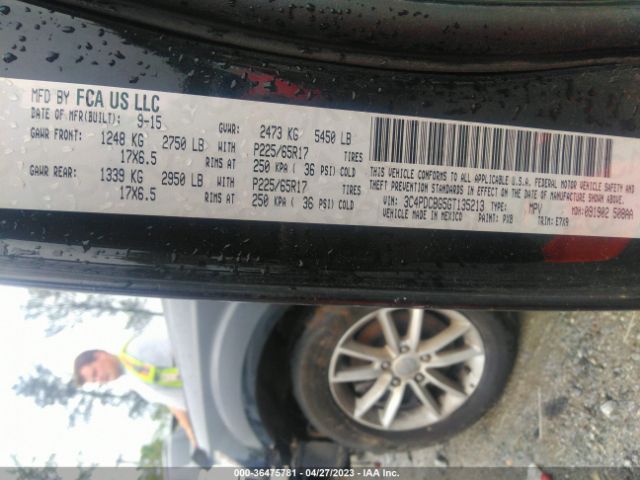 MFD BY FCA US LLC
DATE OF MFR(BUILT): 9-15
GVWR: 2473 KG 5450 LB
GAWR FRONT: 1248 KG 2750 LB P225/65R17 TIRES
17X6.5 RIMS AT 250 KPA ( 36 PSI) COLD
GAWR REAR: 1339 KG 2950 LB P225/65R17 TIRES
17X6.5 RIMS AT 250 KPA ( 36 PSI) COLD
THIS VEHICLE CONFORMS TO ALL APPLICABLE U.S.A. FEDERAL MOTOR VEHICLE
SAFETY, BUMPER, AND THEFT PREVENTION STANDARDS IN EFFECT ON THE DATE OF MANUFACTURE SHOWN ABOVE.
VIN: 3C4PDCBG5GT135213 TYPE: MPV
VEHICLE MADE IN MEXICO PAINT: PX8 TRIM: E7X9
000-36475781 - 04/27/2023 - IAA Inc.